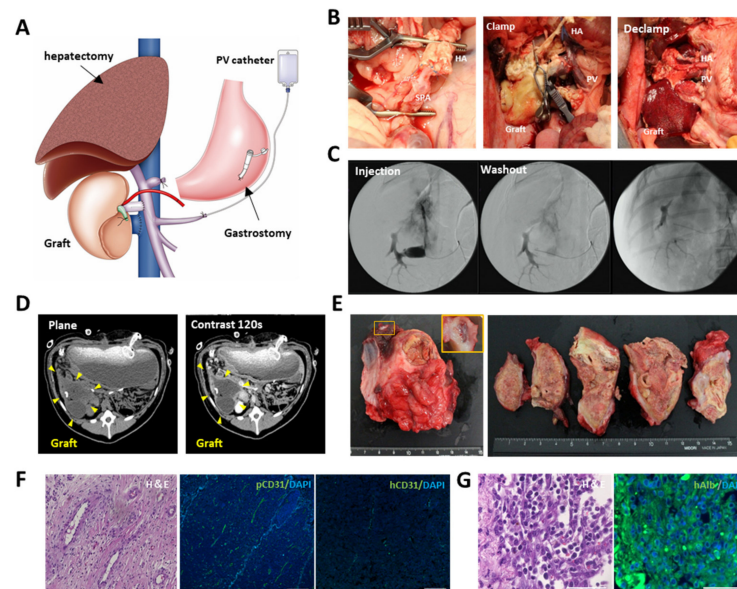 A
hepatectomy
PV catheter
Graft
Gastrostomy
B
HA
SPA
Clamp
HA
PV
Graft
Declamp
HA
PV
Graft
C
Injection
Washout
D
Plane
Graft
Contrast 120s
Graft
E
F
H & E
pCD31/DAPI
hCD31/DAPI
G
H & E
hAlb/DAPI